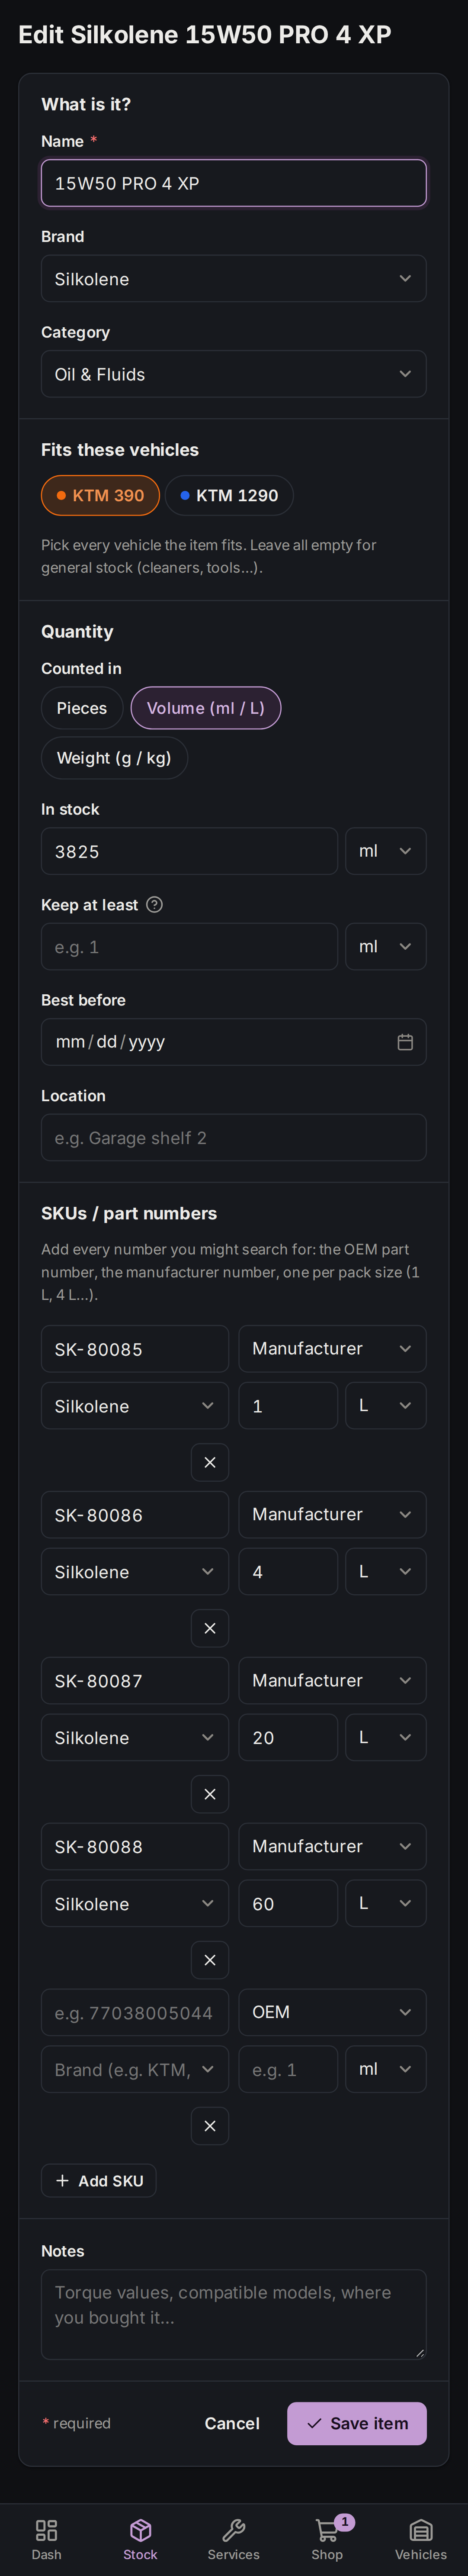 Edit Silkolene 15W50 PRO 4 XP
What is it?
Name *
15W50 PRO 4 XP
Brand
Silkolene
Category
Oil & Fluids
Fits these vehicles
KTM 390
KTM 1290
Pick every vehicle the item fits. Leave all empty for
general stock (cleaners, tools...).
Quantity
Counted in
Pieces
Volume (ml / L)
Weight (g / kg)
In stock
3825
ml
Keep at least ?
e.g. 1
ml
Best before
mm/dd/yyyy
Location
e.g. Garage shelf 2
SKUs / part numbers
Add every number you might search for: the OEM part
number, the manufacturer number, one per pack size (1
L, 4 L...).
SK-80085
Manufacturer
Silkolene
1
L
SK-80086
Manufacturer
Silkolene
4
L
SK-80087
Manufacturer
Silkolene
20
L
SK-80088
Manufacturer
Silkolene
60
L
e.g. 77038005044
OEM
Brand (e.g. KTM,
e.g. 1
ml
Add SKU
Notes
Torque values, compatible models, where
you bought it...
* required
Cancel
Save item
1
Dash
Stock
Services
Shop
Vehicles